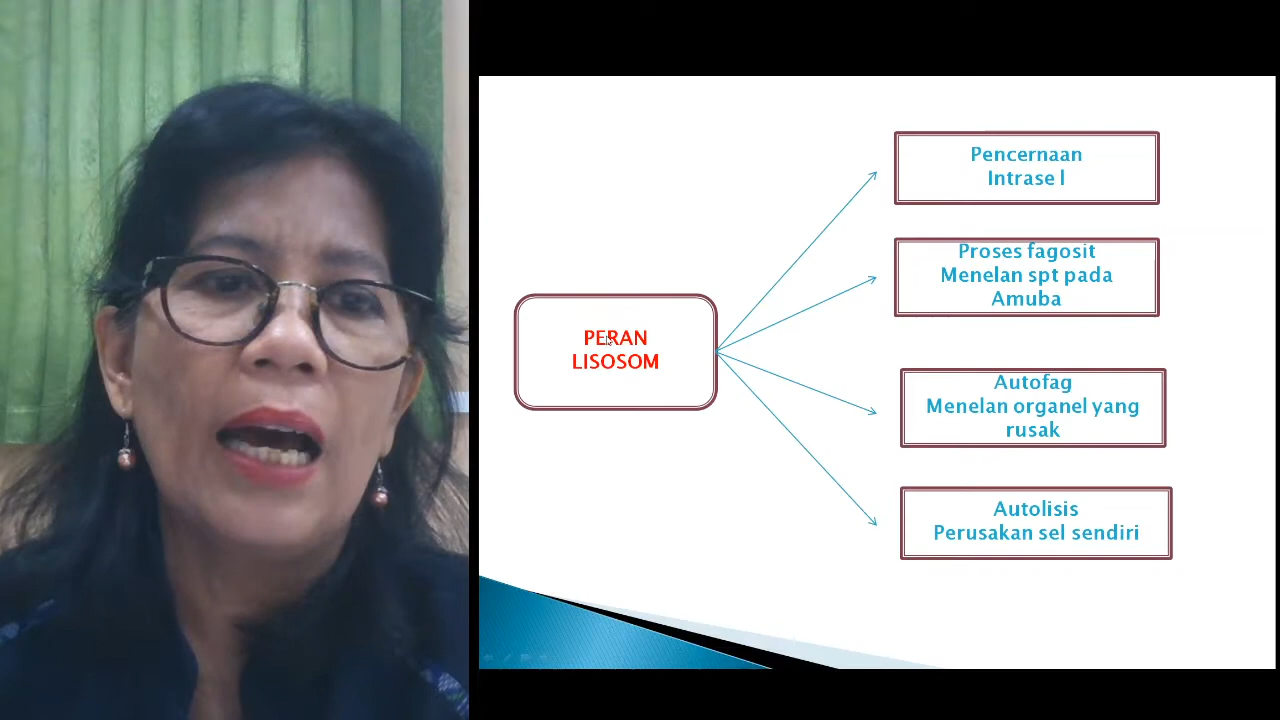 PERAN
LISOSOM
Pencernaan
Intrase l
Proses fagosit
Menelan spt pada
Amuba
Autofag
Menelan organel yang
rusak
Autolisis
Perusakan sel sendiri